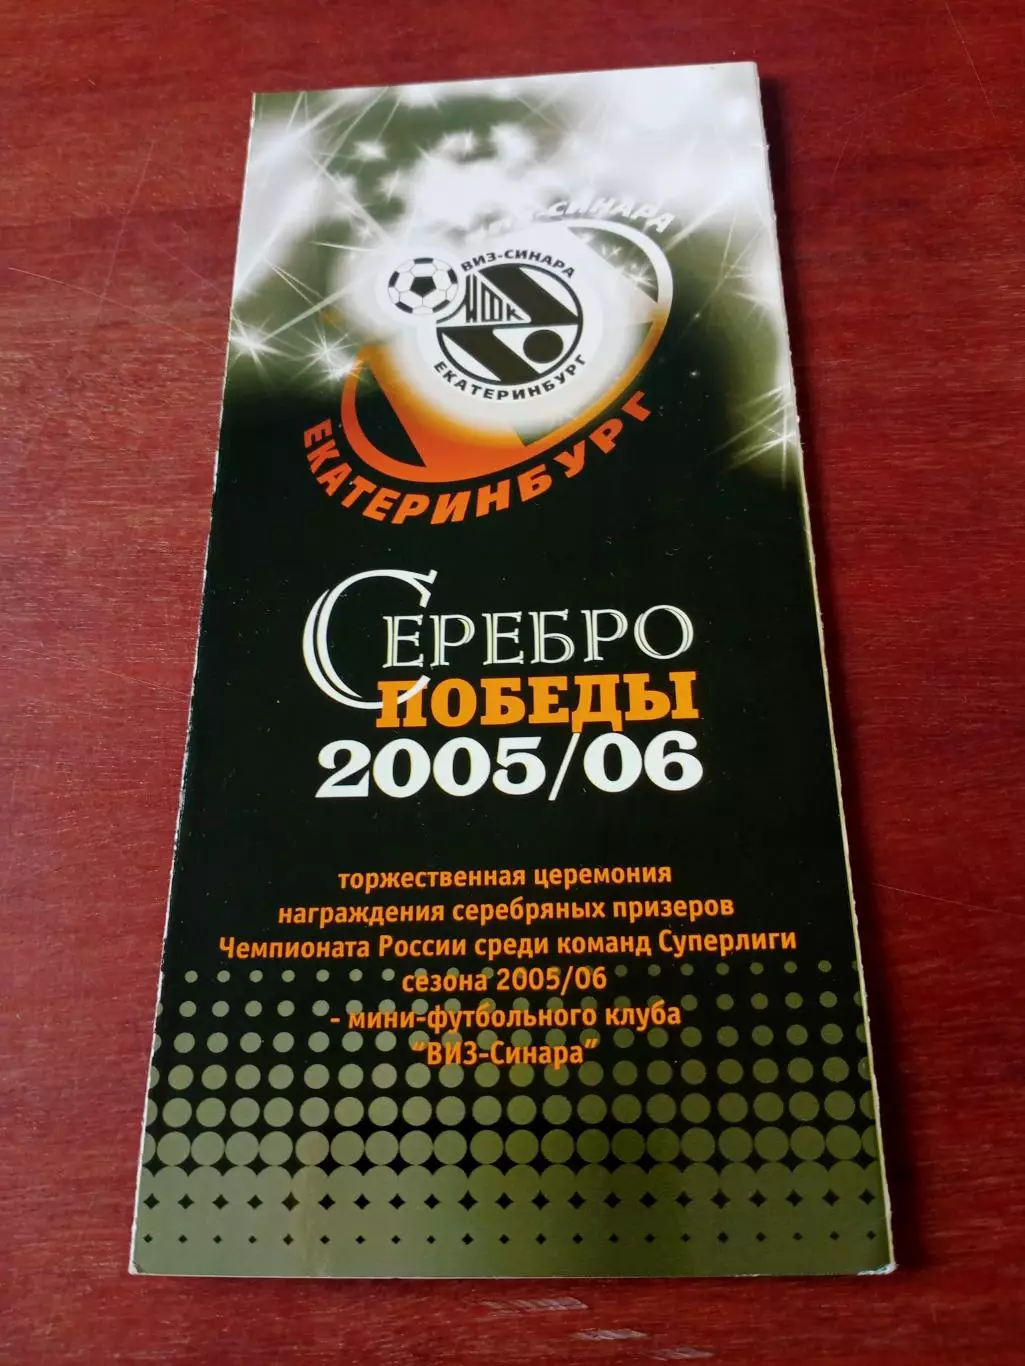 -СИНАРА
ВИЗ-СИНАРА
МФК
ЕКАТЕРИНБУРГ
ЕКАТЕРИНБУРГ
СЕРЕБРО
ПОБЕДЫ
2005/06
торжественная церемония
награждения серебряных призеров
Чемпионата России среди команд Суперлиги
сезона 2005/06
- мини-футбольного клуба
“ВИЗ-Синара”